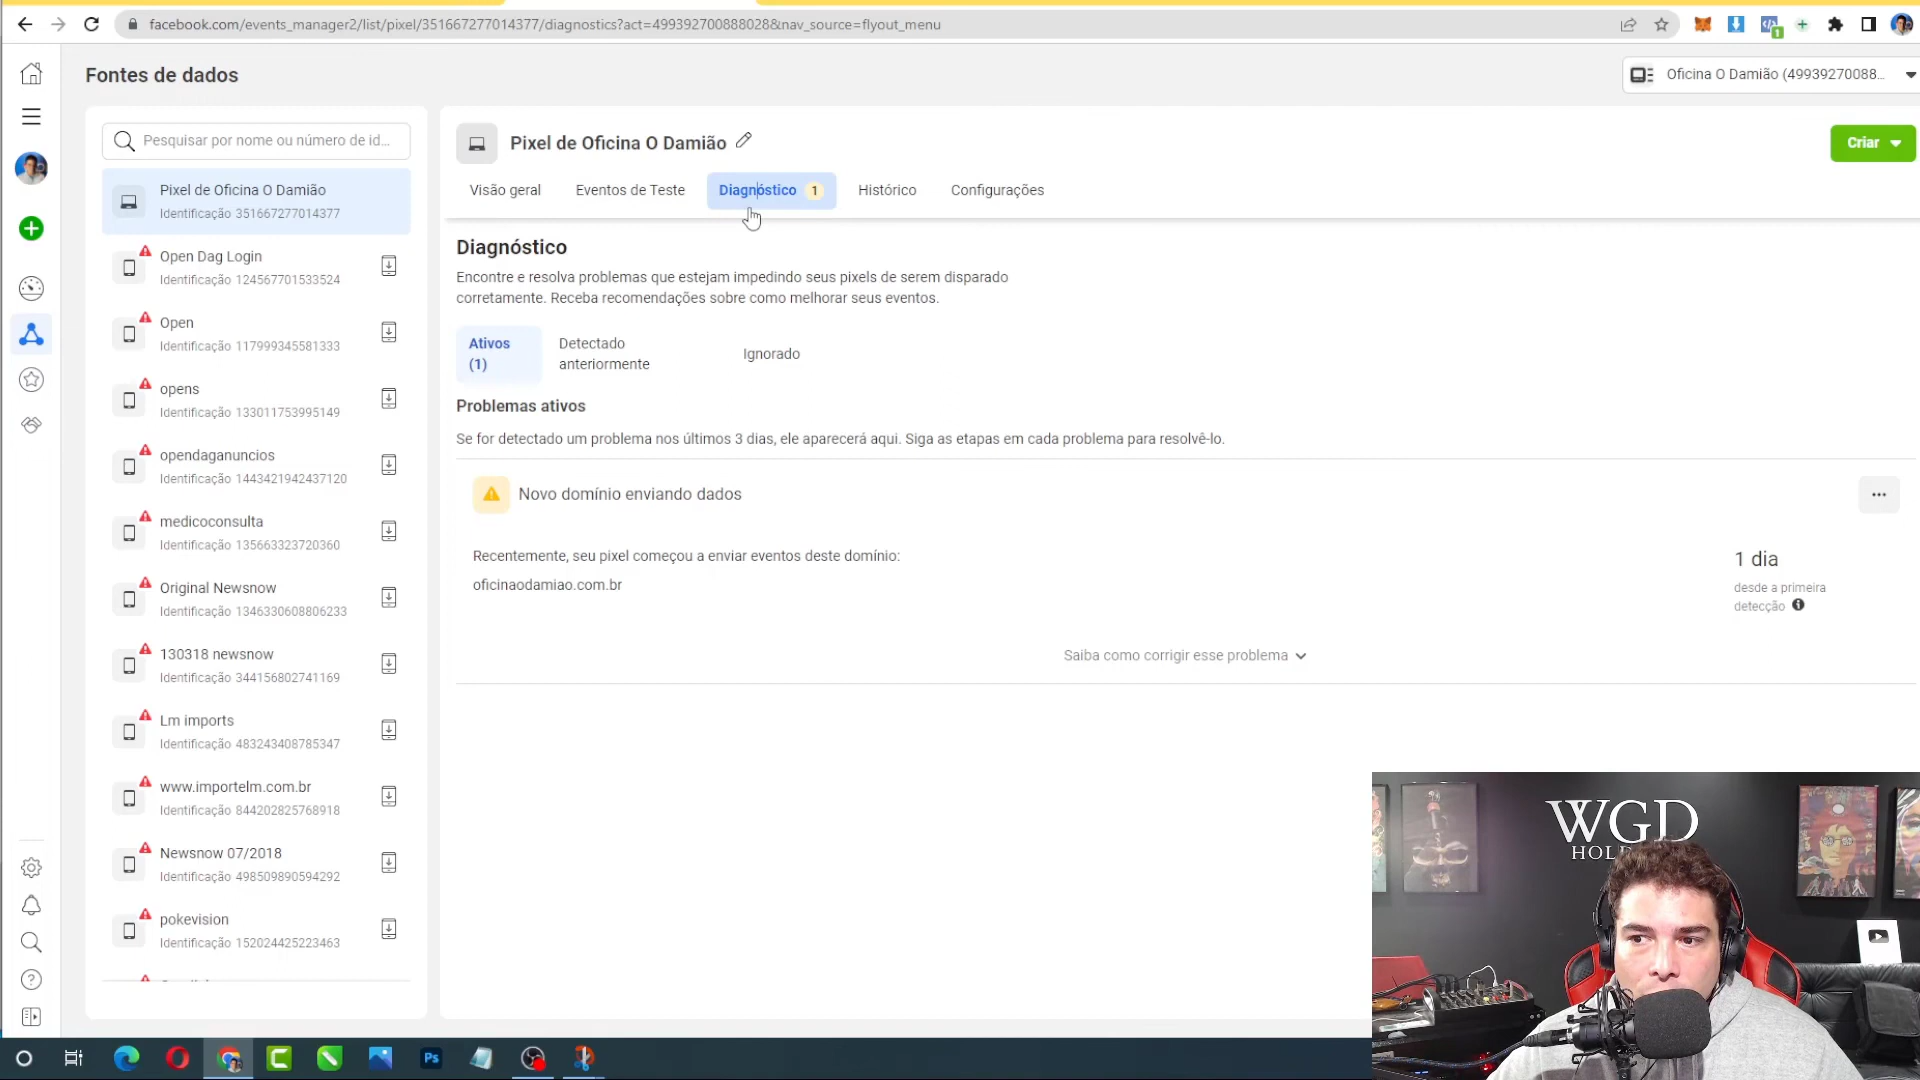 facebook.com/events_manager2/list/pixel/351667277014377/diagnostics?act=499392700888028&nav_source=flyout_menu
1
Fontes de dados
Oficina O Damião (49939270088...
Pesquisar por nome ou número de id...
Pixel de Oficina O Damião
Identificação 351667277014377
Open Dag Login
Identificação 124567701533524
Open
Identificação 117999345581333
opens
Identificação 133011753995149
opendaganuncios
Identificação 1443421942437120
medicoconsulta
Identificação 135663323720360
Original Newsnow
Identificação 1346330608806233
130318 newsnow
Identificação 344156802741169
Lm imports
Identificação 483243408785347
www.importelm.com.br
Identificação 844202825768918
Newsnow 07/2018
Identificação 498509890594292
pokevision
Identificação 152024425223463
Pixel de Oficina O Damião
Criar
Visão geral
Eventos de Teste
Diagnóstico 1
Histórico
Configurações
Diagnóstico
Encontre e resolva problemas que estejam impedindo seus pixels de serem disparado
corretamente. Receba recomendações sobre como melhorar seus eventos.
Ativos
(1)
Detectado
anteriormente
Ignorado
Problemas ativos
Se for detectado um problema nos últimos 3 dias, ele aparecerá aqui. Siga as etapas em cada problema para resolvê-lo.
Novo domínio enviando dados
...
Recentemente, seu pixel começou a enviar eventos deste domínio:
oficinaodamiao.com.br
1 dia
desde a primeira
detecção
Saiba como corrigir esse problema
WGD
Ps